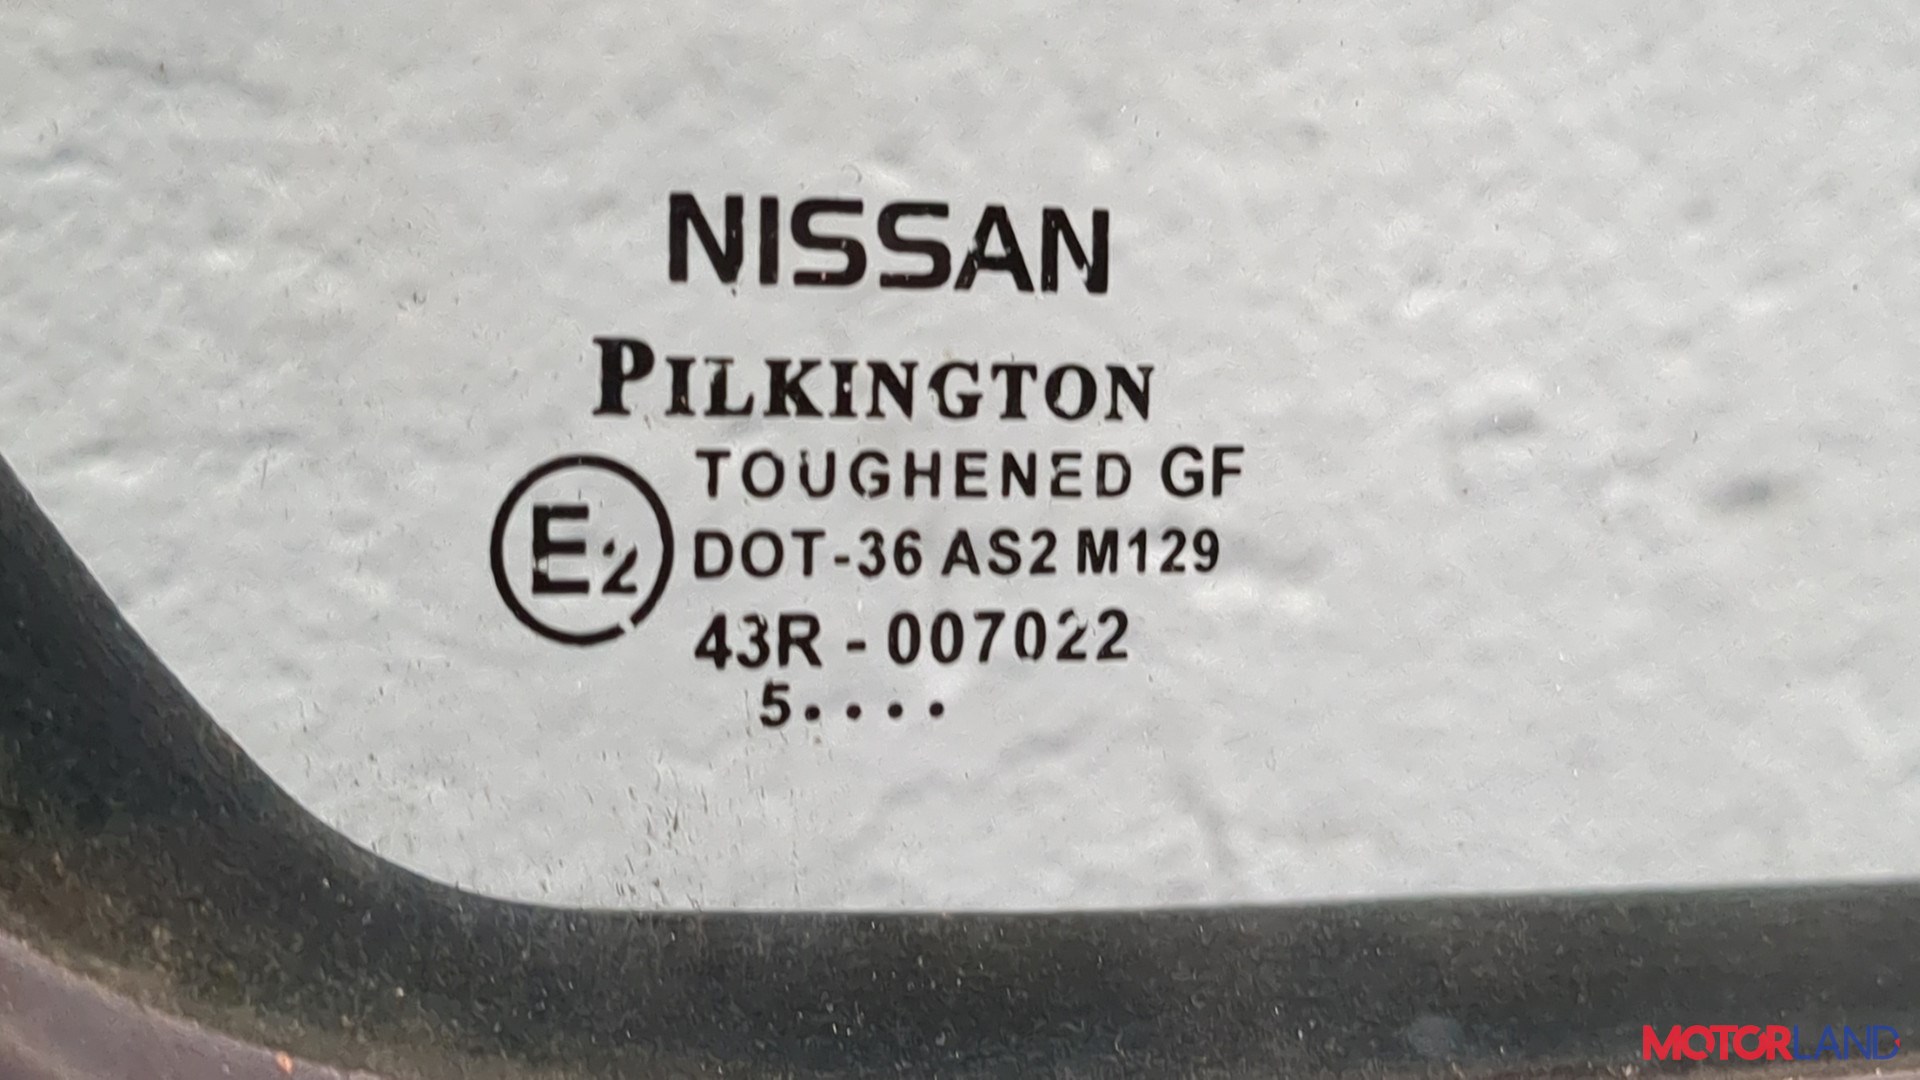 NISSAN
PILKINGTON
TOUGHENED GF
E2
DOT-36 AS2 M129
43R - 007022
5....
MOTORLAND